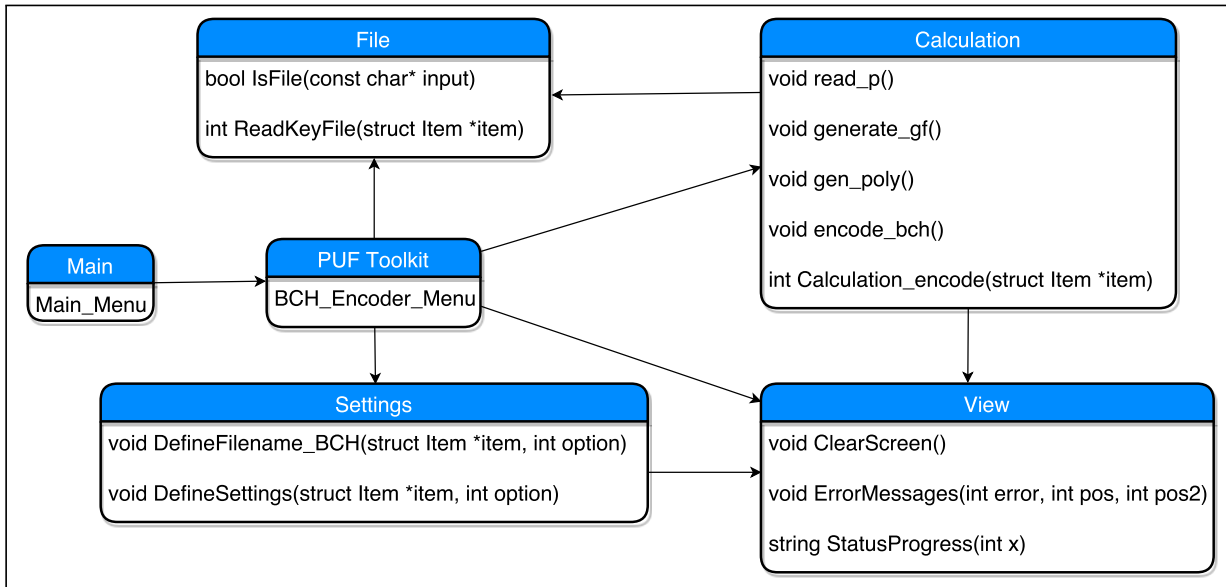 File
bool IsFile(const char* input)
int ReadKeyFile(struct Item *item)
Calculation
void read_p()
void generate_gf()
void gen_poly()
void encode_bch()
int Calculation_encode(struct Item *item)
Main
Main_Menu
PUF Toolkit
BCH_Encoder_Menu
Settings
void DefineFilename_BCH(struct Item *item, int option)
void DefineSettings(struct Item *item, int option)
View
void ClearScreen()
void ErrorMessages(int error, int pos, int pos2)
string StatusProgress(int x)